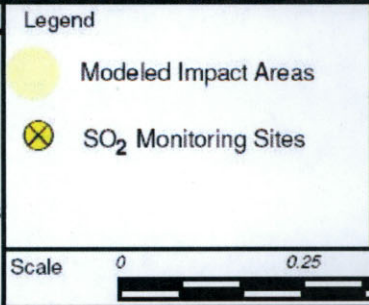 Legend
Modeled Impact Areas
SO2 Monitoring Sites
Scale 0 0.25